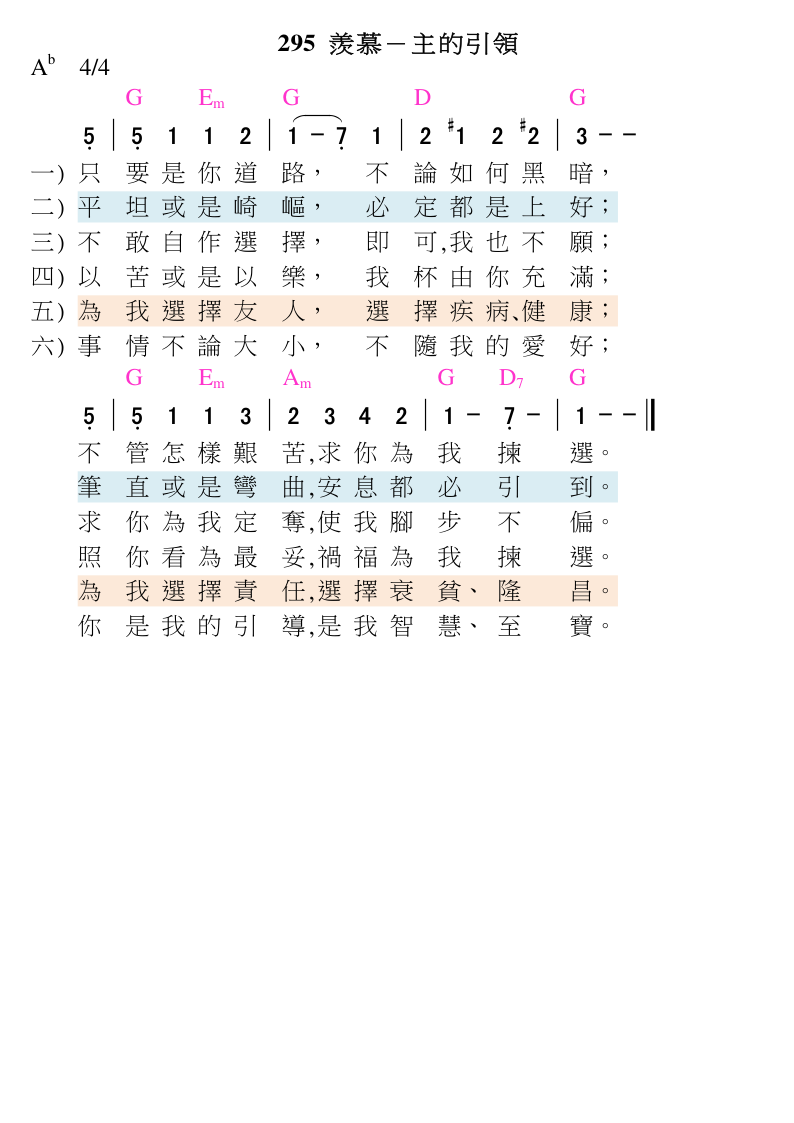 295 羨慕－主的引領
A♭ 4/4
G Em G D G
5̣ | 5̣ 1 1 2 | 1 － 7̣ 1 | 2 ♯1 2 ♯2 | 3 － －
一) 只 要 是 你 道 路， 不 論 如 何 黑 暗，
二) 平 坦 或 是 崎 嶇， 必 定 都 是 上 好；
三) 不 敢 自 作 選 擇， 即 可,我 也 不 願；
四) 以 苦 或 是 以 樂， 我 杯 由 你 充 滿；
五) 為 我 選 擇 友 人， 選 擇 疾 病、健 康；
六) 事 情 不 論 大 小， 不 隨 我 的 愛 好；
G Em Am G D7 G
5̣ | 5̣ 1 1 3 | 2 3 4 2 | 1 － 7̣ － | 1 － － ‖
不 管 怎 樣 艱 苦,求 你 為 我 揀 選。
筆 直 或 是 彎 曲,安 息 都 必 引 到。
求 你 為 我 定 奪,使 我 腳 步 不 偏。
照 你 看 為 最 妥,禍 福 為 我 揀 選。
為 我 選 擇 責 任,選 擇 衰 貧、 隆 昌。
你 是 我 的 引 導,是 我 智 慧、 至 寶。